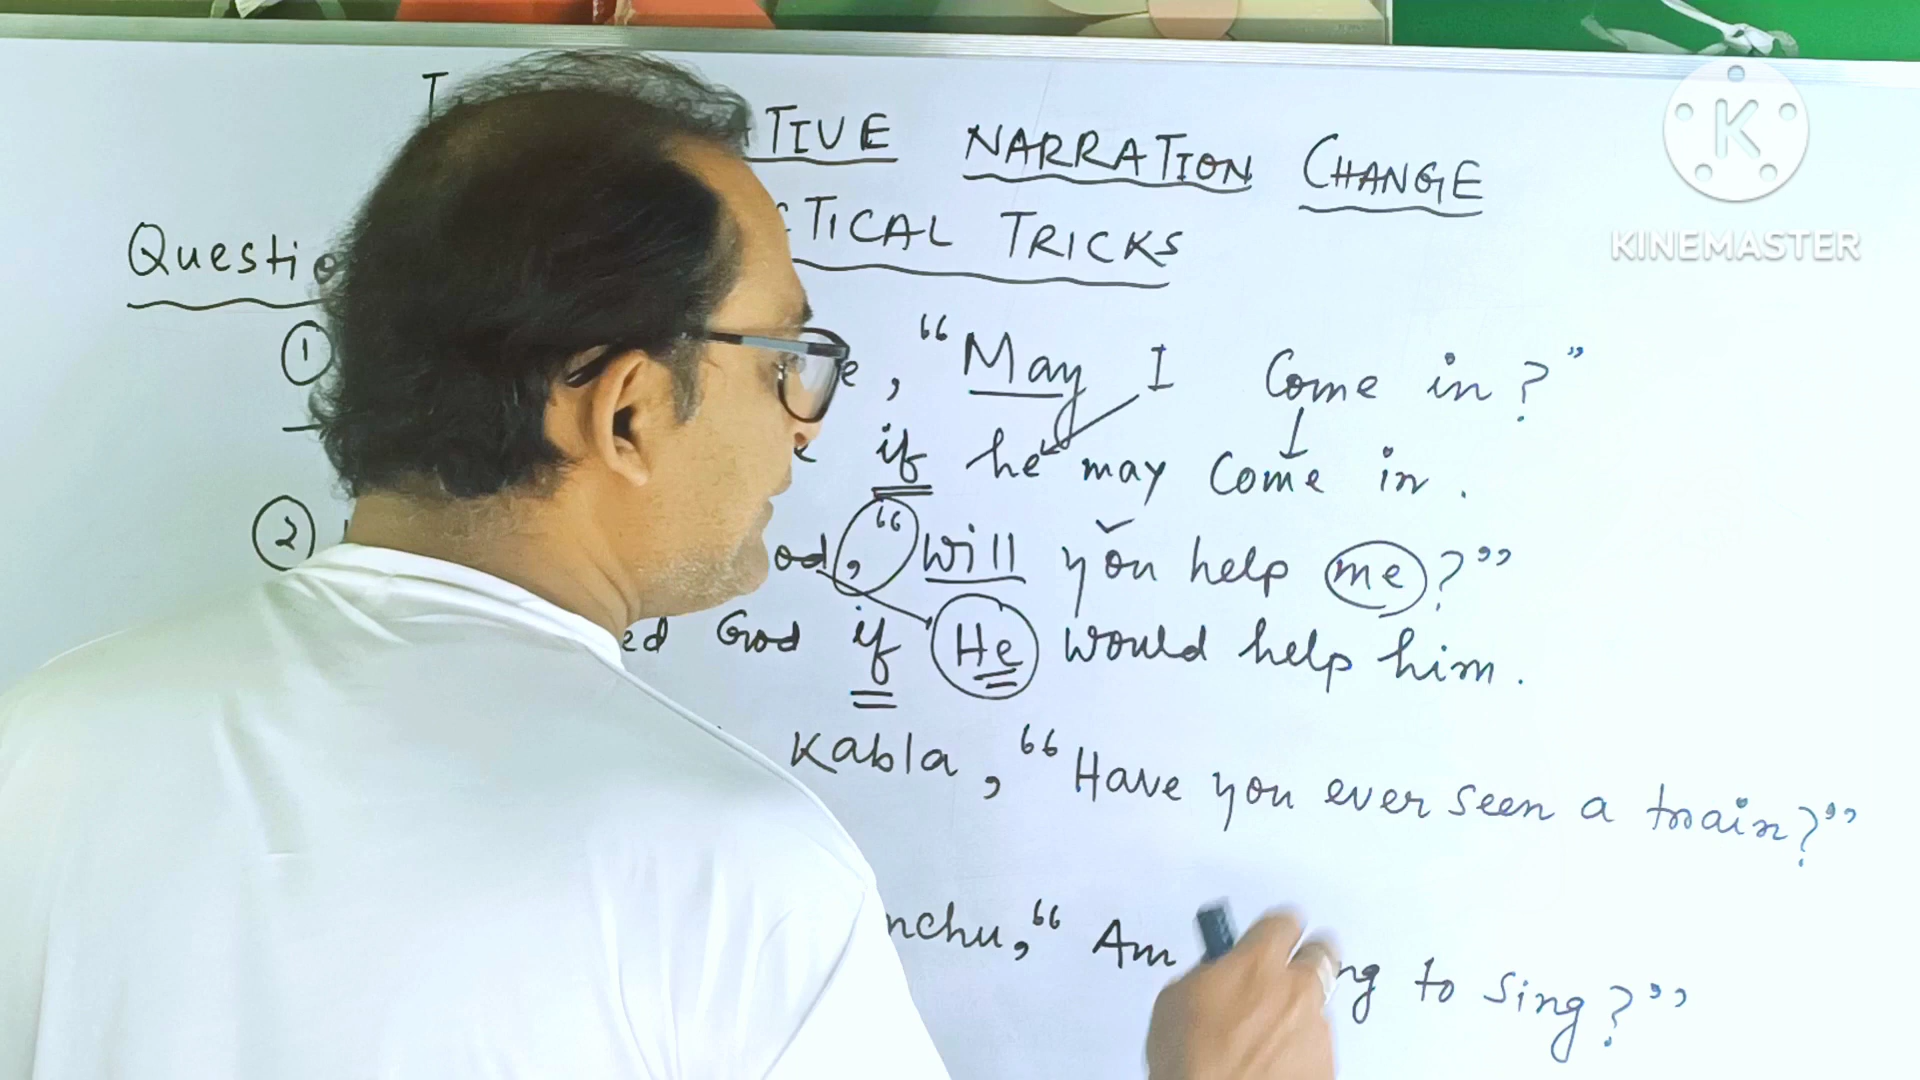 TIVE NARRATION CHANGE
TICAL TRICKS
Questi
① e, "May I Come in?"
if he may Come in.
② od, "Will you help me?"
ed God if He would help him.
Kabla, "Have you ever seen a train?"
nchu, "Am ng to sing?"
K
KINEMASTER